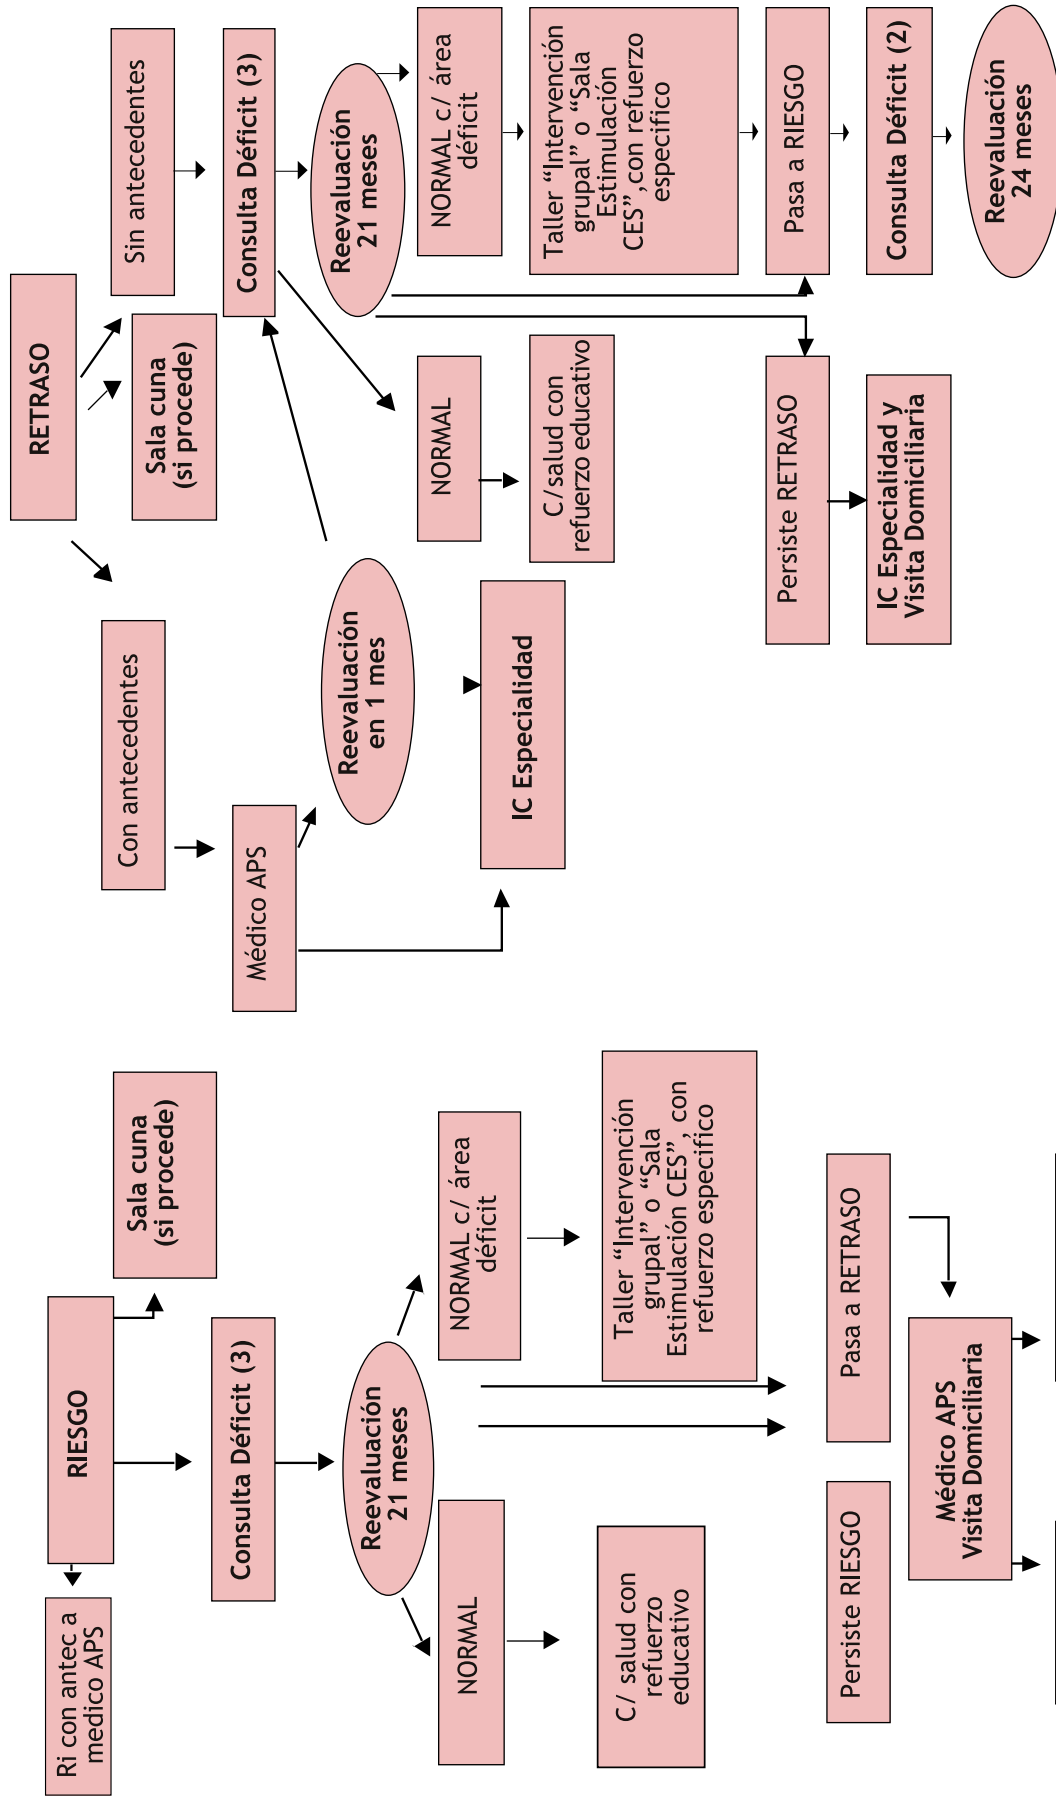 RIESGO
Ri con antec a
medico APS
Sala cuna
(si procede)
Consulta Déficit (3)
Reevaluación
21 meses
NORMAL
NORMAL c/ área
déficit
C/ salud con
refuerzo
educativo
Taller “Intervención
grupal” o “Sala
Estimulación CES”, con
refuerzo especifico
Persiste RIESGO
Pasa a RETRASO
Médico APS
Visita Domiciliaria
RETRASO
Con antecedentes
Sala cuna
(si procede)
Sin antecedentes
Médico APS
Consulta Déficit (3)
Reevaluación
en 1 mes
Reevaluación
21 meses
IC Especialidad
NORMAL
NORMAL c/ área
déficit
C/salud con
refuerzo educativo
Taller “Intervención
grupal” o “Sala
Estimulación
CES”,con refuerzo
especifico
Persiste RETRASO
Pasa a RIESGO
IC Especialidad y
Visita Domiciliaria
Consulta Déficit (2)
Reevaluación
24 meses